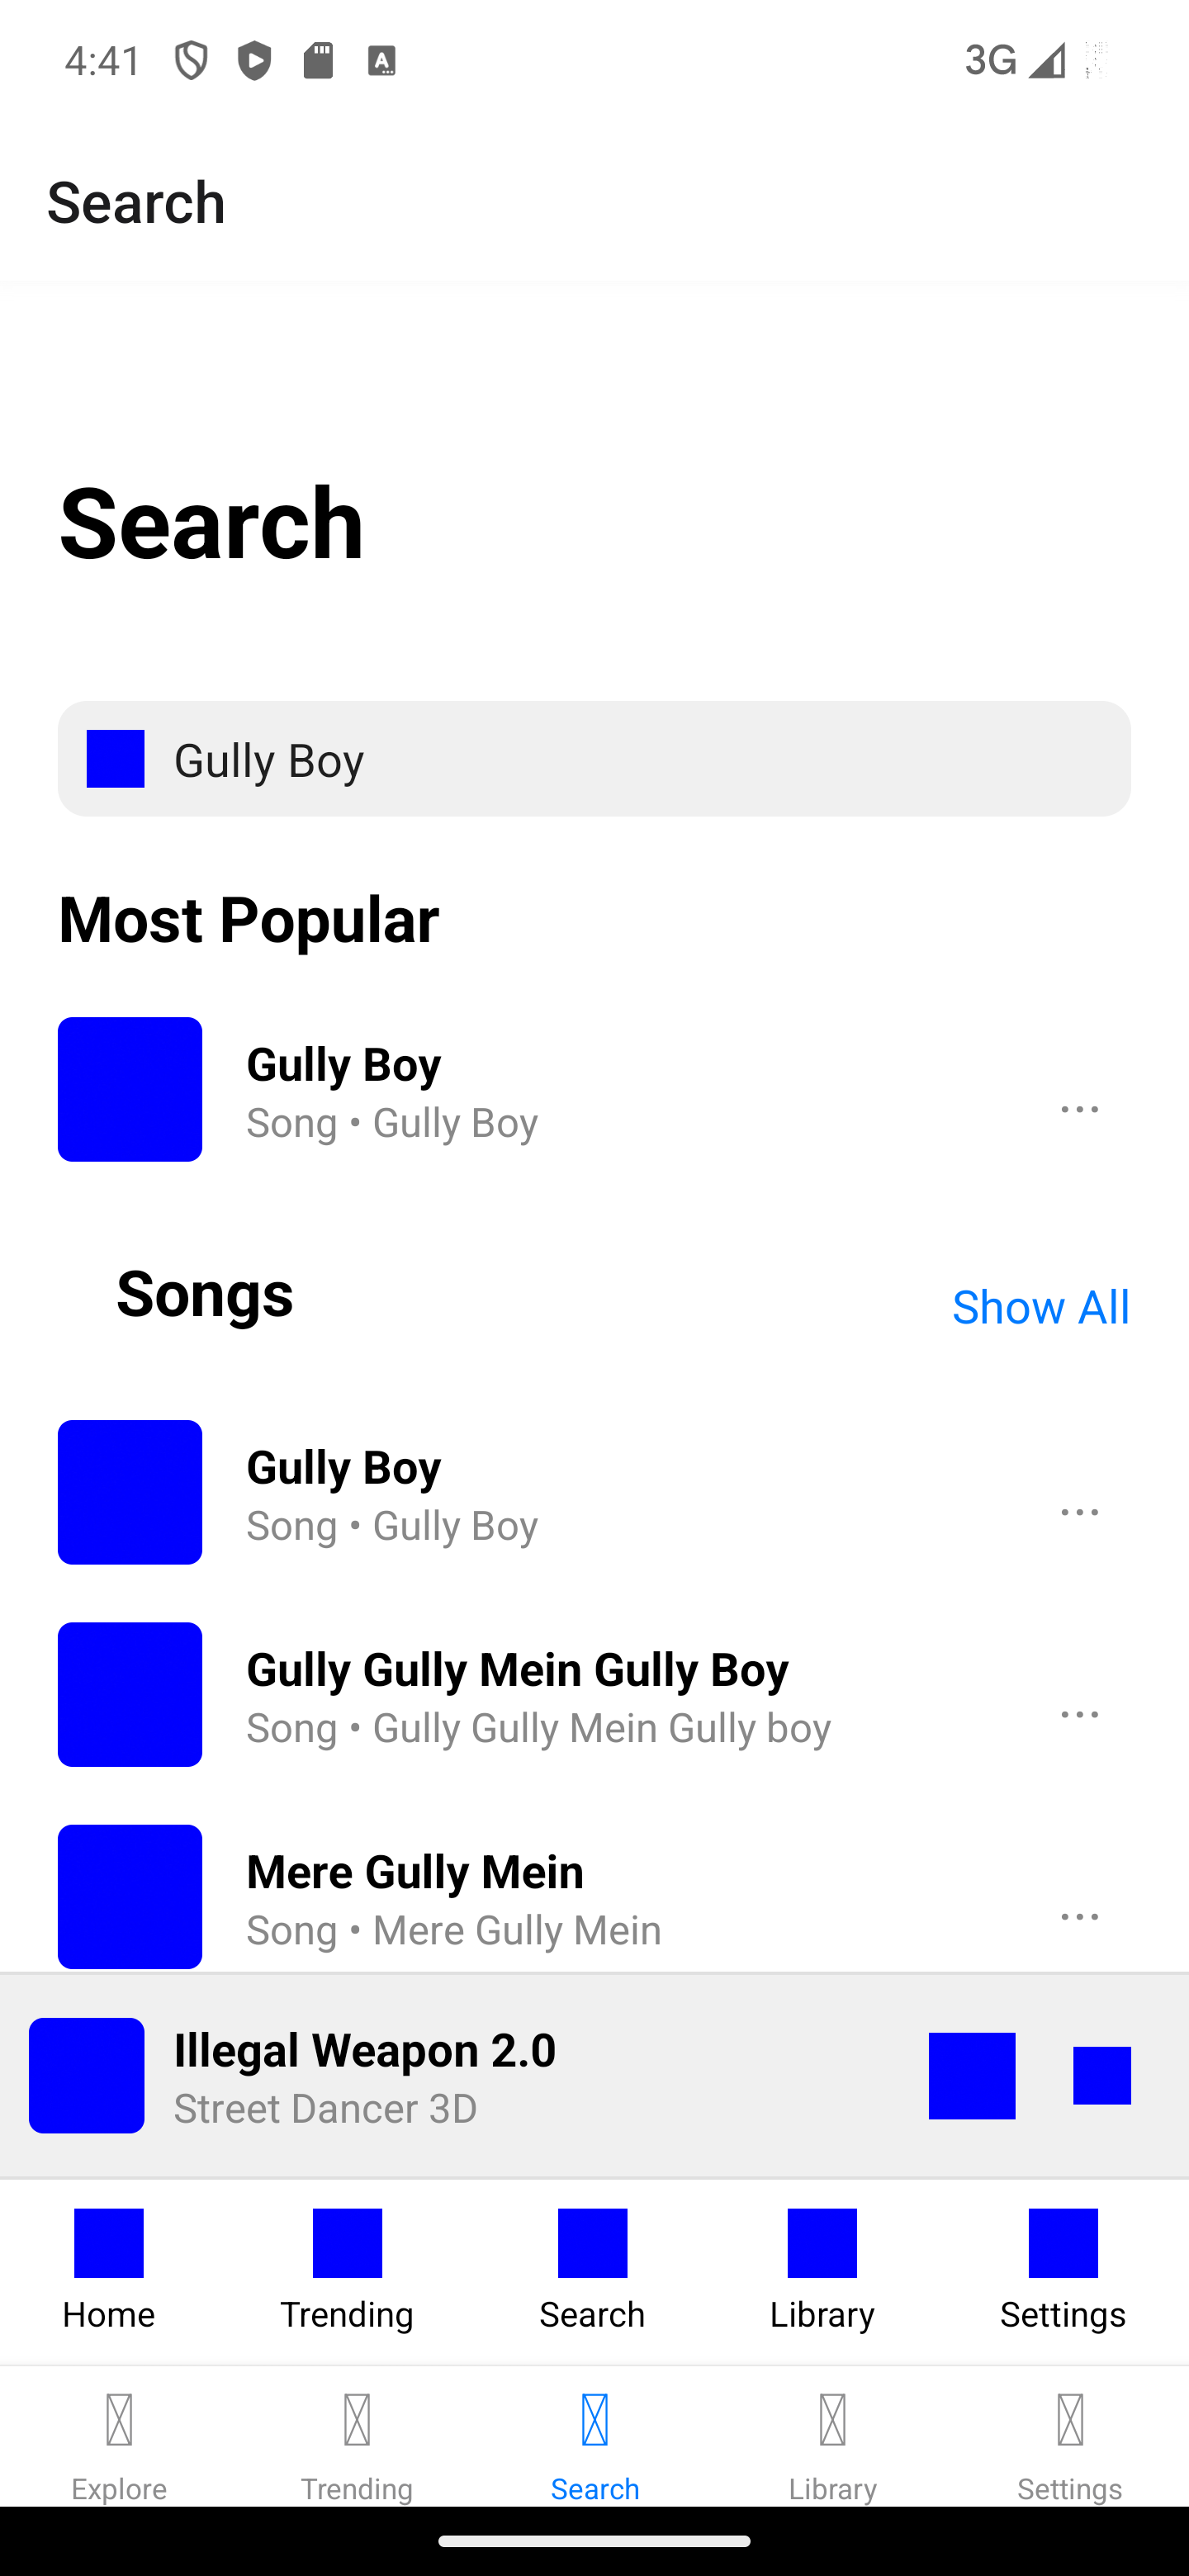 4:41
3G
Search
Search
Gully Boy
Most Popular
Gully Boy
Song • Gully Boy
...
Songs
Show All
Gully Boy
Song • Gully Boy
...
Gully Gully Mein Gully Boy
Song • Gully Gully Mein Gully boy
...
Mere Gully Mein
Song • Mere Gully Mein
...
Illegal Weapon 2.0
Street Dancer 3D
Home Trending Search Library Settings
Explore Trending Search Library Settings